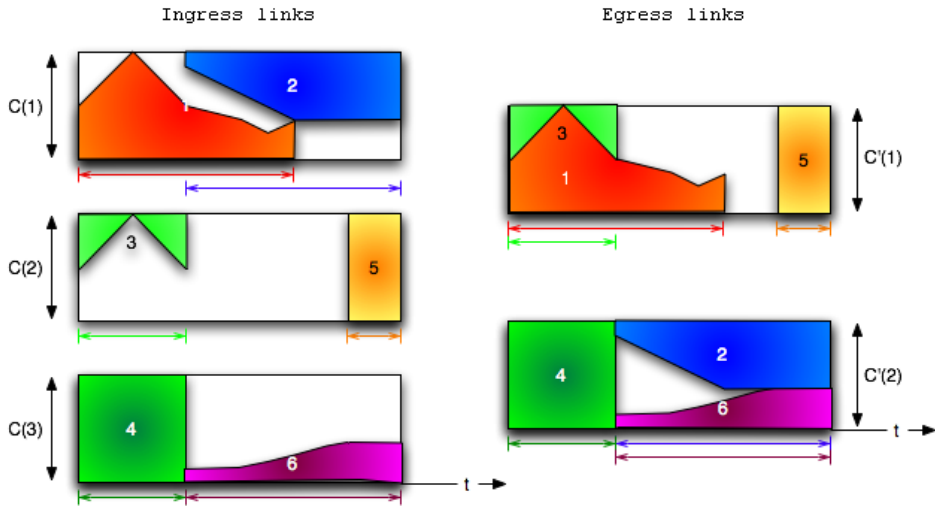 Ingress links
Egress links
C(1)
1
2
C(2)
3
5
C(3)
4
6
t
3
1
5
C'(1)
4
2
6
C'(2)
t